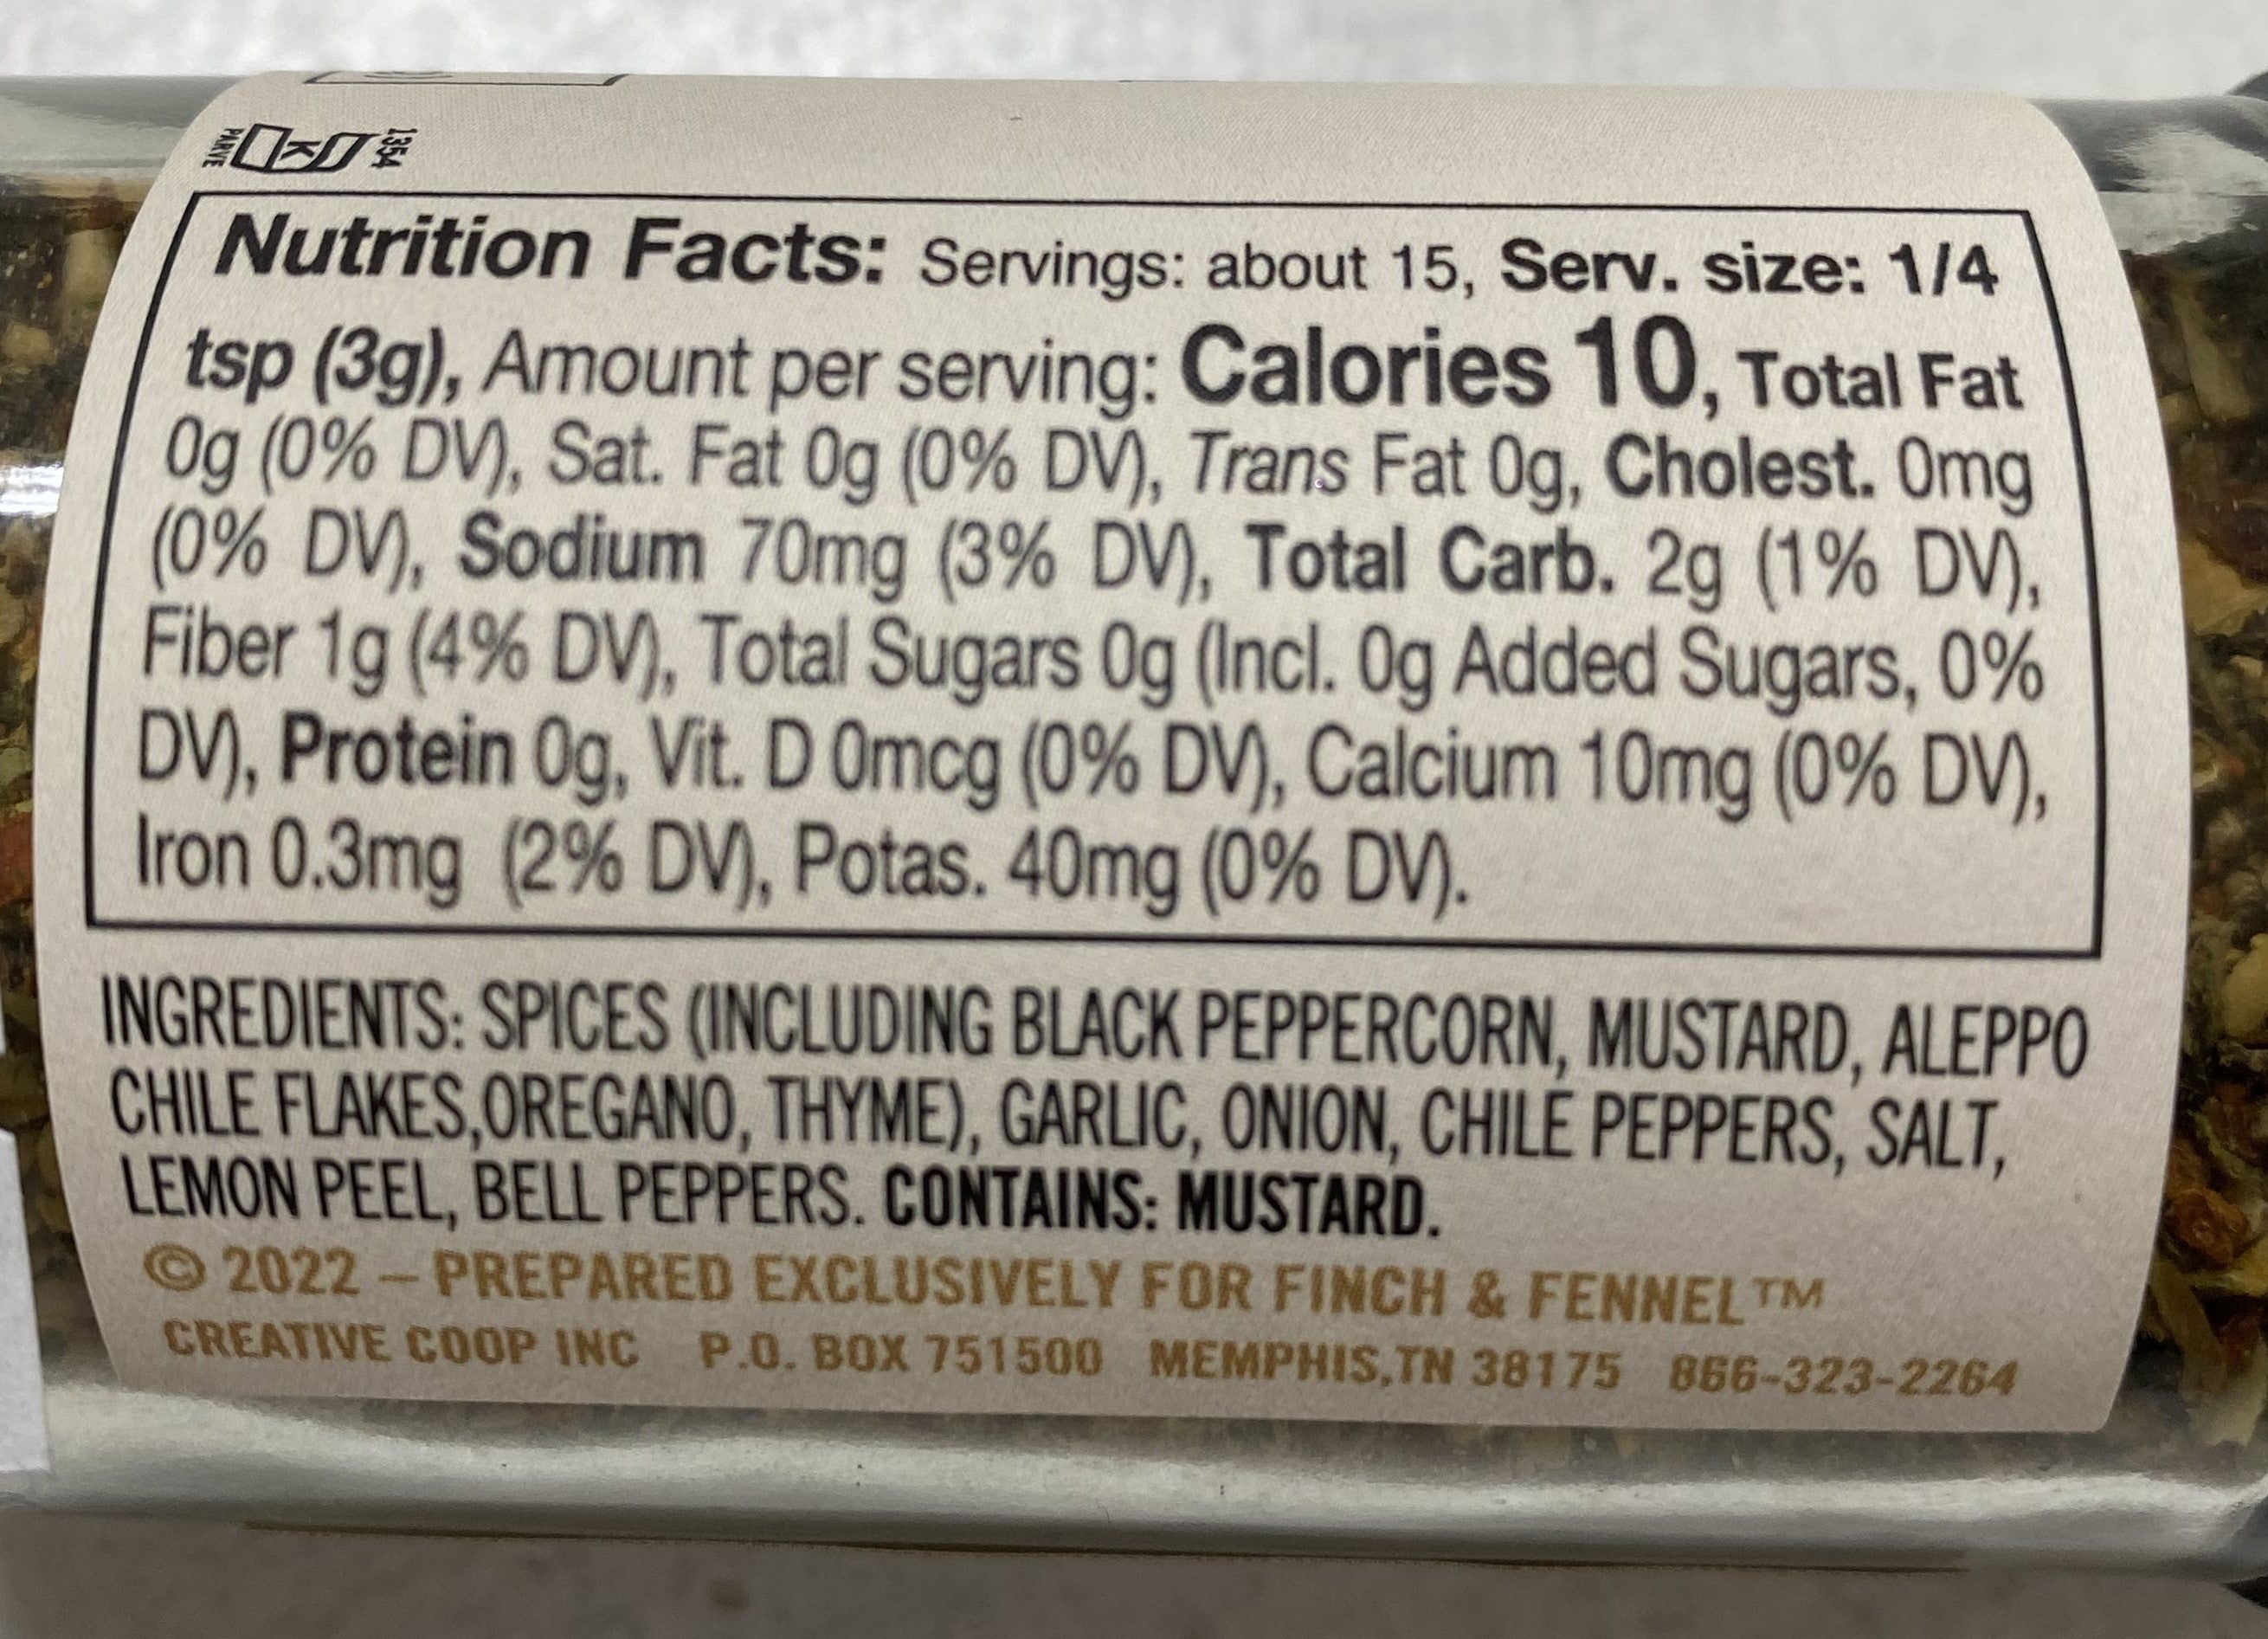 1354
K
PARVE
Nutrition Facts: Servings: about 15, Serv. size: 1/4
tsp (3g), Amount per serving: Calories 10, Total Fat
0g (0% DV), Sat. Fat 0g (0% DV), Trans Fat 0g, Cholest. 0mg
(0% DV), Sodium 70mg (3% DV), Total Carb. 2g (1% DV),
Fiber 1g (4% DV), Total Sugars 0g (Incl. 0g Added Sugars, 0%
DV), Protein 0g, Vit. D 0mcg (0% DV), Calcium 10mg (0% DV),
Iron 0.3mg (2% DV), Potas. 40mg (0% DV).
INGREDIENTS: SPICES (INCLUDING BLACK PEPPERCORN, MUSTARD, ALEPPO
CHILE FLAKES,OREGANO, THYME), GARLIC, ONION, CHILE PEPPERS, SALT,
LEMON PEEL, BELL PEPPERS. CONTAINS: MUSTARD.
© 2022 – PREPARED EXCLUSIVELY FOR FINCH & FENNEL™
CREATIVE COOP INC P.O. BOX 751500 MEMPHIS,TN 38175 866-323-2264